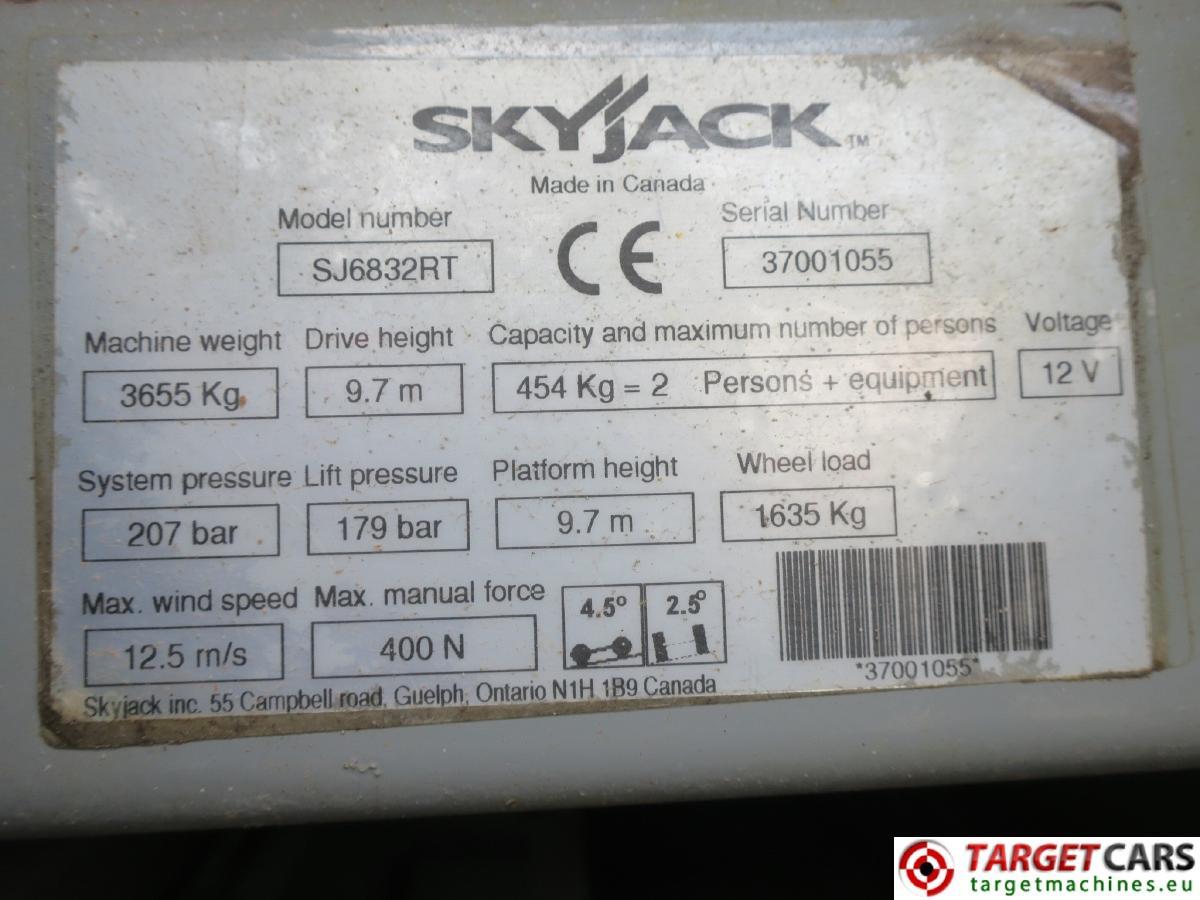 SKYJACK™
Made in Canada
Model number
Serial Number
SJ6832RT
CE
37001055
Machine weight Drive height Capacity and maximum number of persons Voltage
3655 Kg 9.7 m 454 Kg = 2 Persons + equipment 12 V
System pressure Lift pressure Platform height Wheel load
207 bar 179 bar 9.7 m 1635 Kg
Max. wind speed Max. manual force 4.5° 2.5°
12.5 m/s 400 N
*37001055*
Skyjack inc. 55 Campbell road, Guelph, Ontario N1H 1B9 Canada
TARGETCARS
targetmachines.eu